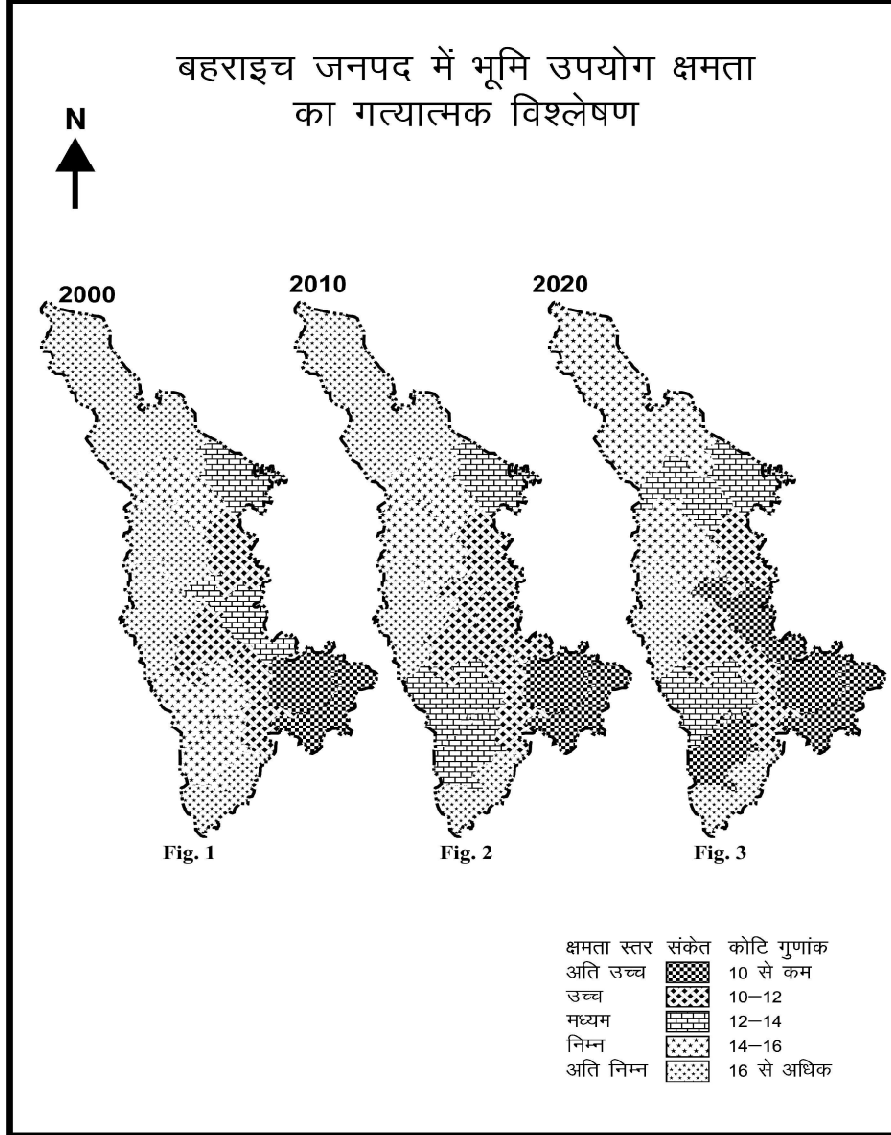 बहराइच जनपद में भूमि उपयोग क्षमता
का गत्यात्मक विश्लेषण
N
2000
2010
2020
Fig. 1
Fig. 2
Fig. 3
क्षमता स्तर संकेत कोटि गुणांक
अति उच्च 10 से कम
उच्च 10–12
मध्यम 12–14
निम्न 14–16
अति निम्न 16 से अधिक